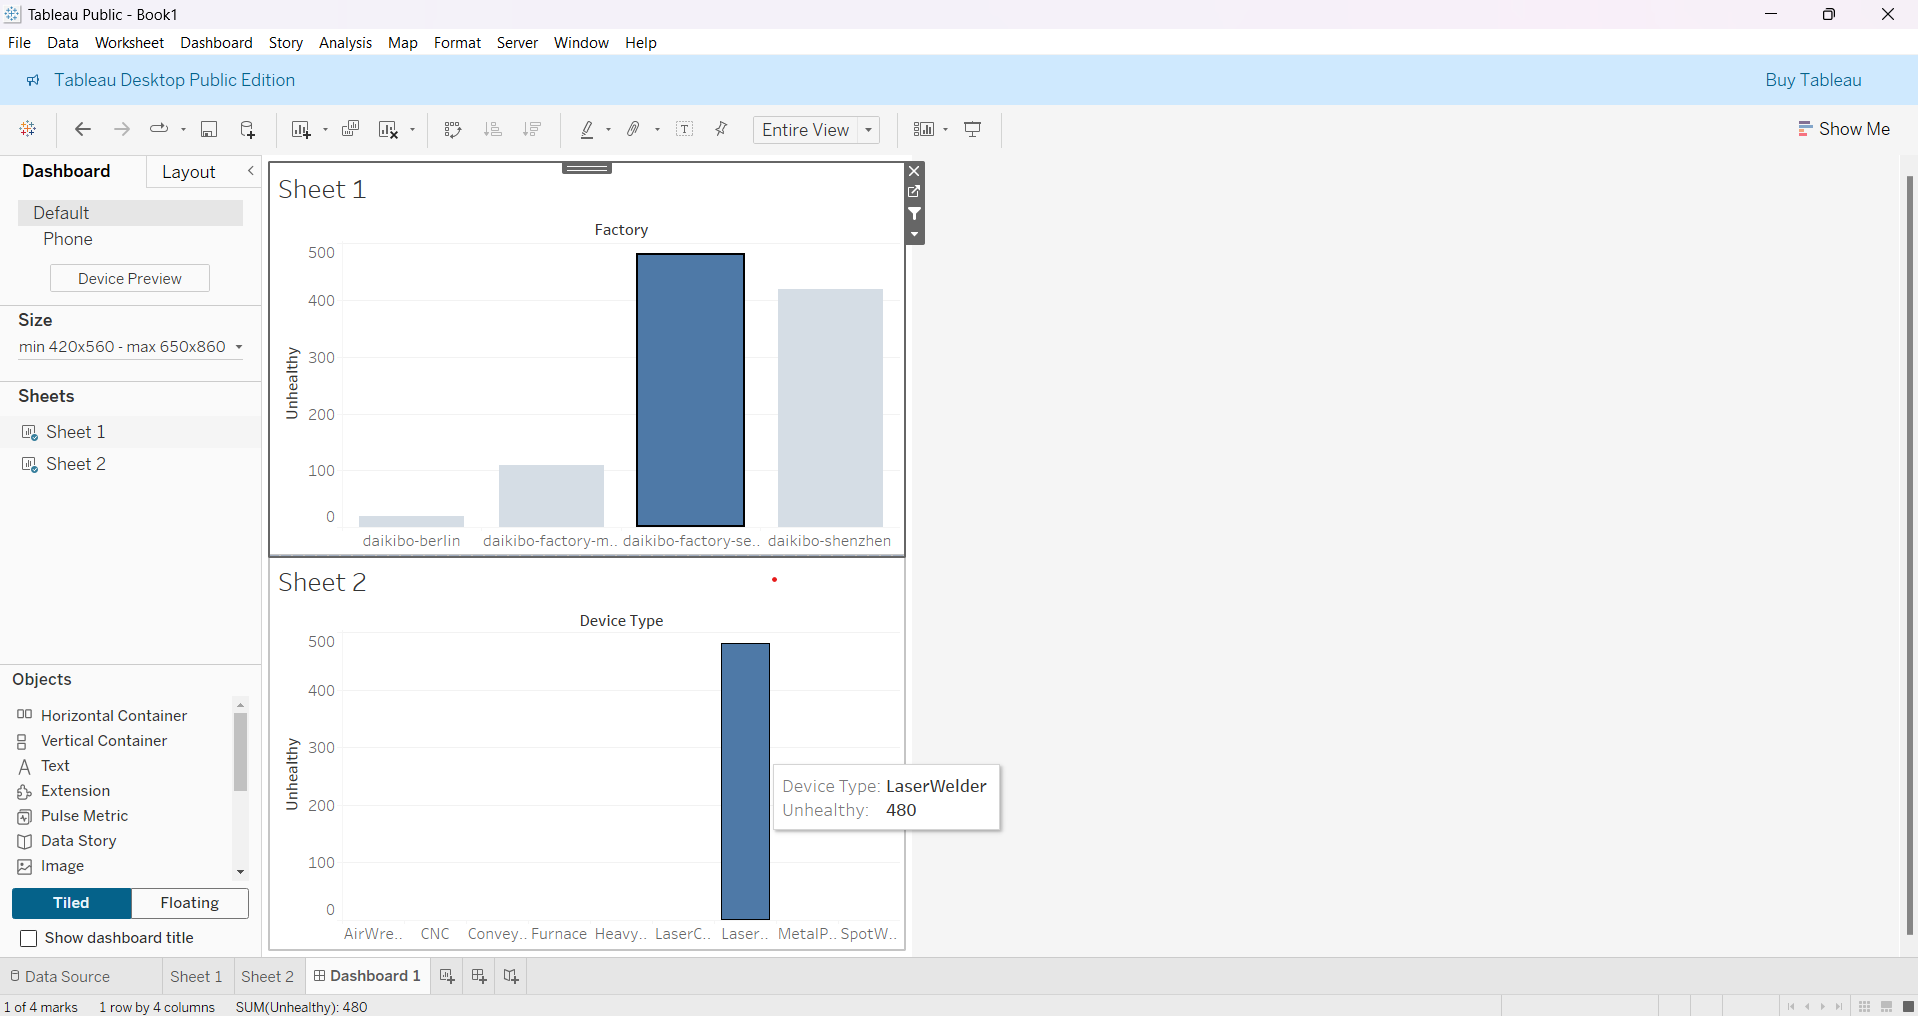 Tableau Public - Book1
File Data Worksheet Dashboard Story Analysis Map Format Server Window Help
Tableau Desktop Public Edition
Buy Tableau
Entire View
Show Me
Dashboard
Layout
Default
Phone
Device Preview
Size
min 420x560 - max 650x860
Sheets
Sheet 1
Sheet 2
Objects
Horizontal Container
Vertical Container
Text
Extension
Pulse Metric
Data Story
Image
Tiled
Floating
Show dashboard title
Sheet 1
Factory
Unhealthy
500
400
300
200
100
0
daikibo-berlin daikibo-factory-m.. daikibo-factory-se.. daikibo-shenzhen
Sheet 2
Device Type
Unhealthy
500
400
300
200
100
0
Device Type: LaserWelder
Unhealthy: 480
AirWre.. CNC Convey.. Furnace Heavy.. LaserC.. Laser.. MetalP.. SpotW..
Data Source Sheet 1 Sheet 2 Dashboard 1
1 of 4 marks 1 row by 4 columns SUM(Unhealthy): 480